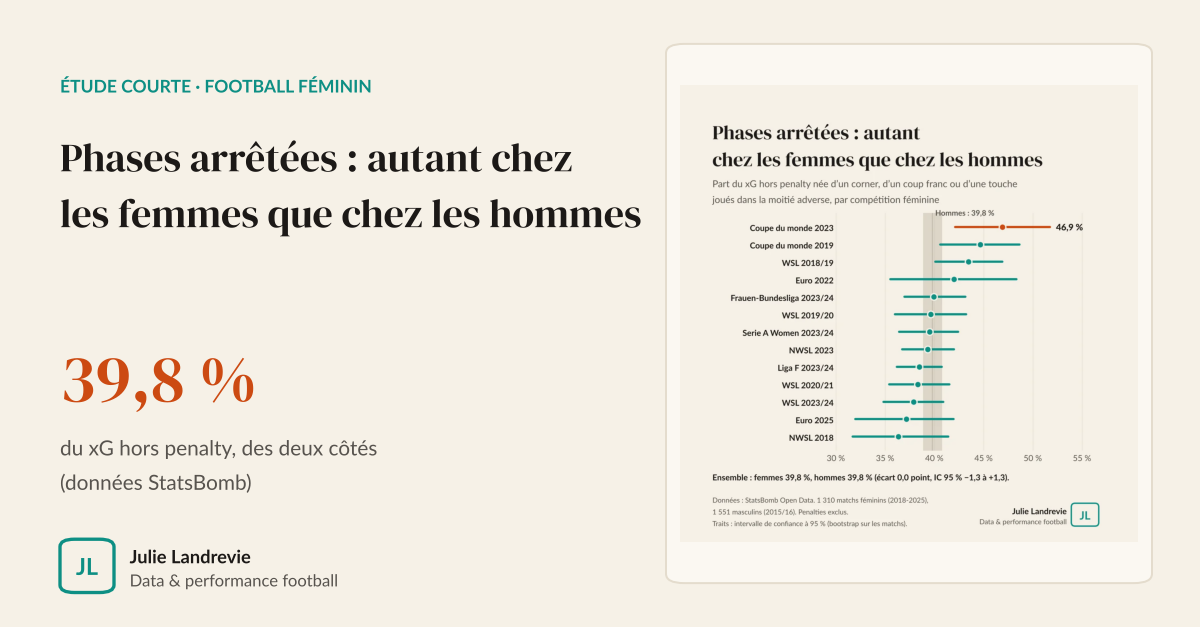 ÉTUDE COURTE · FOOTBALL FÉMININ
Phases arrêtées : autant chez
les femmes que chez les hommes
39,8 %
du xG hors penalty, des deux côtés
(données StatsBomb)
JL
Julie Landrevie
Data & performance football
Phases arrêtées : autant
chez les femmes que chez les hommes
Part du xG hors penalty née d'un corner, d'un coup franc ou d'une touche
joués dans la moitié adverse, par compétition féminine
Hommes : 39,8 %
Coupe du monde 2023
46,9 %
Coupe du monde 2019
WSL 2018/19
Euro 2022
Frauen-Bundesliga 2023/24
WSL 2019/20
Serie A Women 2023/24
NWSL 2023
Liga F 2023/24
WSL 2020/21
WSL 2023/24
Euro 2025
NWSL 2018
30 % 35 % 40 % 45 % 50 % 55 %
Ensemble : femmes 39,8 %, hommes 39,8 % (écart 0,0 point, IC 95 % −1,3 à +1,3).
Données : StatsBomb Open Data. 1 310 matchs féminins (2018-2025),
1 551 masculins (2015/16). Penalties exclus.
Traits : intervalle de confiance à 95 % (bootstrap sur les matchs).
Julie Landrevie
Data & performance football
JL